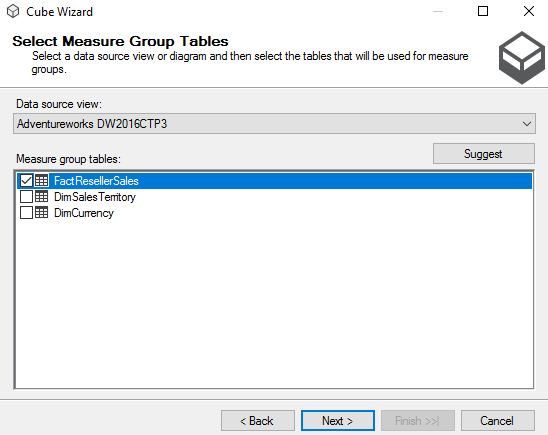 Cube Wizard
Select Measure Group Tables
Select a data source view or diagram and then select the tables that will be used for measure
groups.
Data source view:
Adventureworks DW2016CTP3
Measure group tables:
Suggest
FactResellerSales
DimSalesTerritory
DimCurrency
< Back
Next >
Finish >>|
Cancel